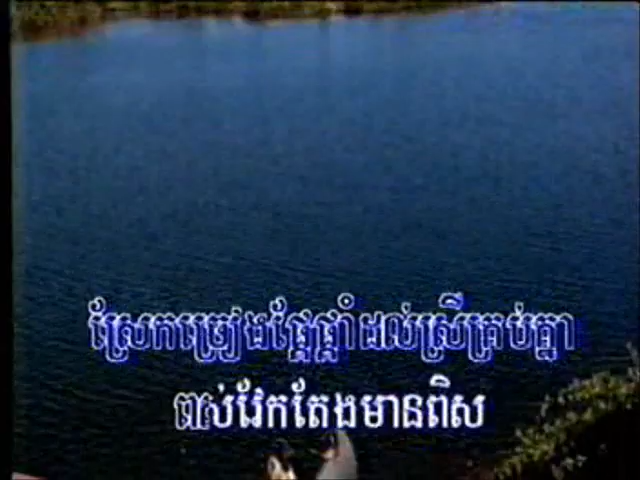 ស្រែកច្រៀងផ្ដែផ្ដាំដល់ស្រីគ្រប់គ្នា
ពស់វែកតែងមានពិស